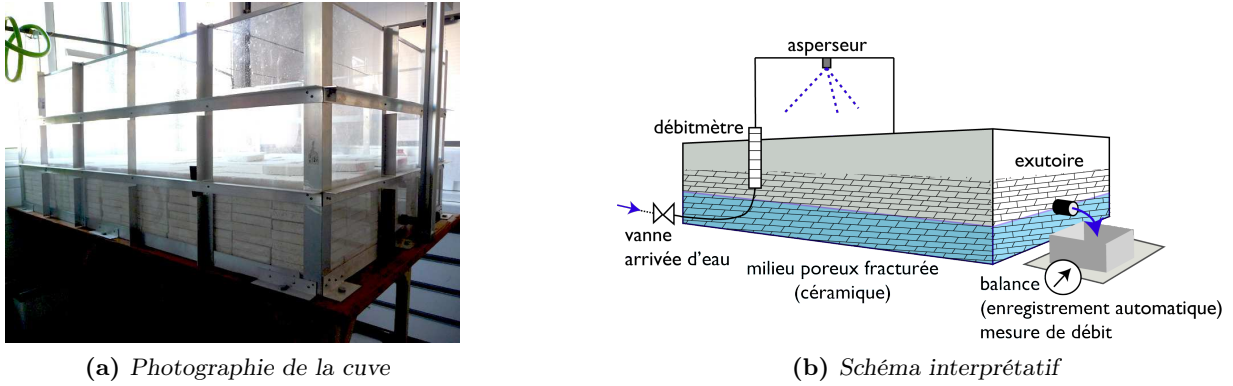 asperseur
débitmètre
exutoire
vanne
arrivée d'eau
milieu poreux fracturée
(céramique)
balance
(enregistrement automatique)
mesure de débit
(a) Photographie de la cuve
(b) Schéma interprétatif